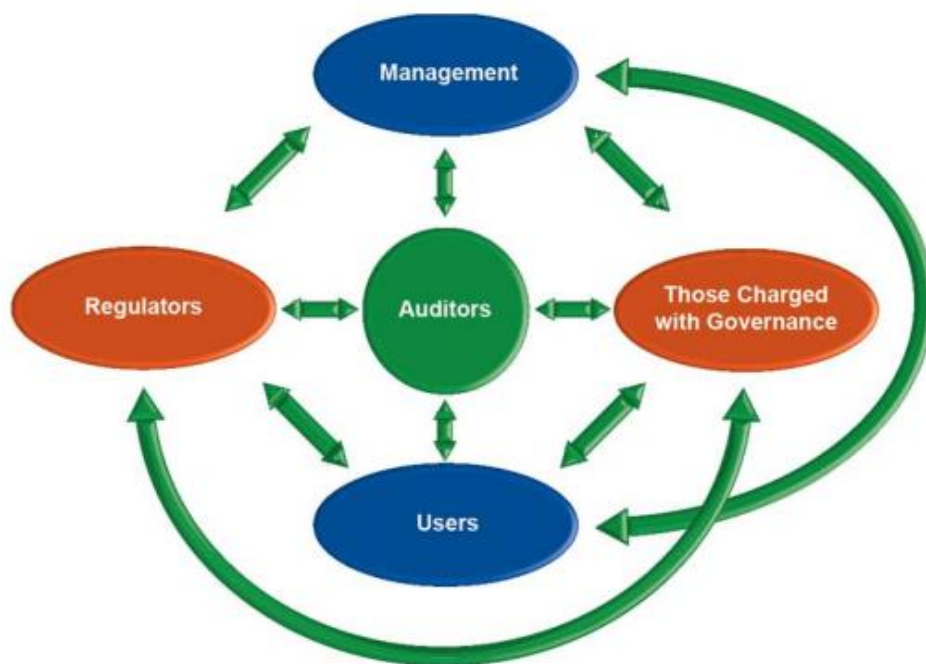 Management
Regulators
Auditors
Those Charged
with Governance
Users